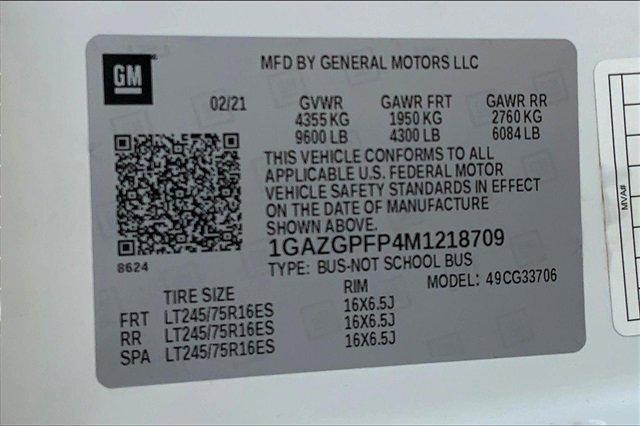 GM
MFD BY GENERAL MOTORS LLC
02/21 GVWR GAWR FRT GAWR RR
4355 KG 1950 KG 2760 KG
9600 LB 4300 LB 6084 LB
THIS VEHICLE CONFORMS TO ALL
APPLICABLE U.S. FEDERAL MOTOR
VEHICLE SAFETY STANDARDS IN EFFECT
ON THE DATE OF MANUFACTURE
SHOWN ABOVE.
1GAZGPFP4M1218709
8624
TYPE: BUS-NOT SCHOOL BUS
MODEL: 49CG33706
TIRE SIZE RIM
FRT LT245/75R16ES 16X6.5J
RR LT245/75R16ES 16X6.5J
SPA LT245/75R16ES 16X6.5J
MVA#